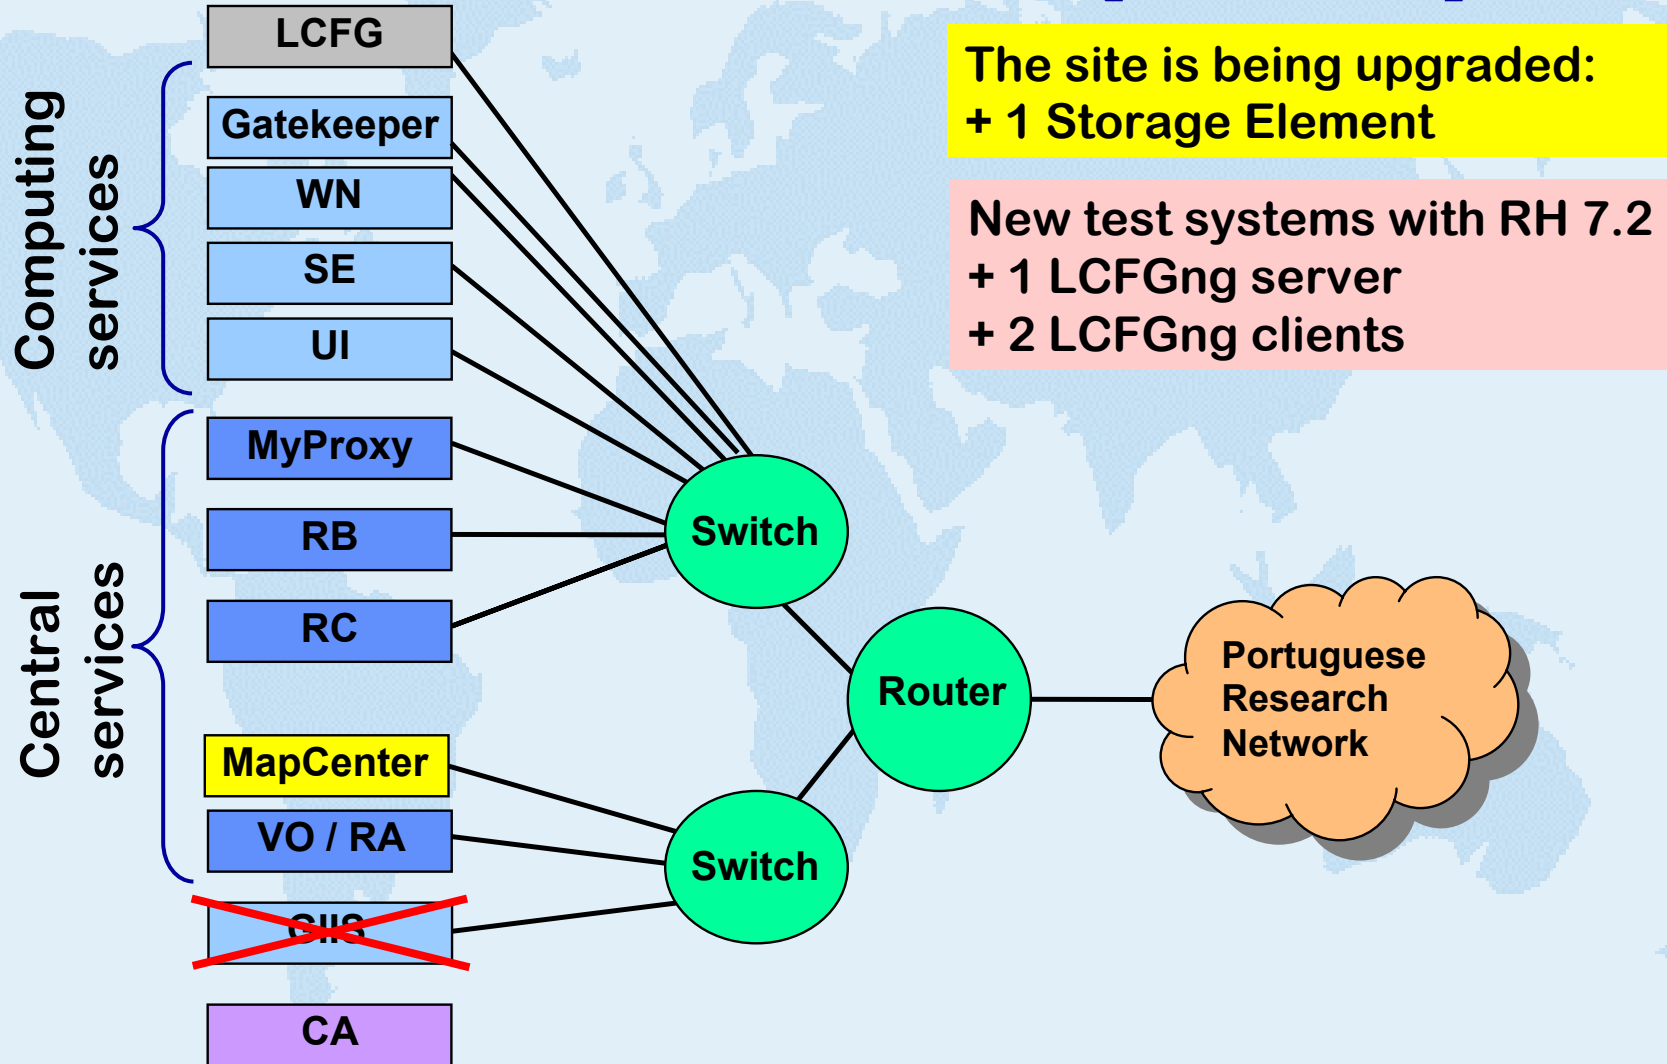 LCFG
Gatekeeper
WN
SE
UI
Computing
services
MyProxy
RB
RC
MapCenter
VO / RA
Central
services
GIIS
CA
Switch
Switch
Router
Portuguese
Research
Network
The site is being upgraded:
+ 1 Storage Element
New test systems with RH 7.2
+ 1 LCFGng server
+ 2 LCFGng clients